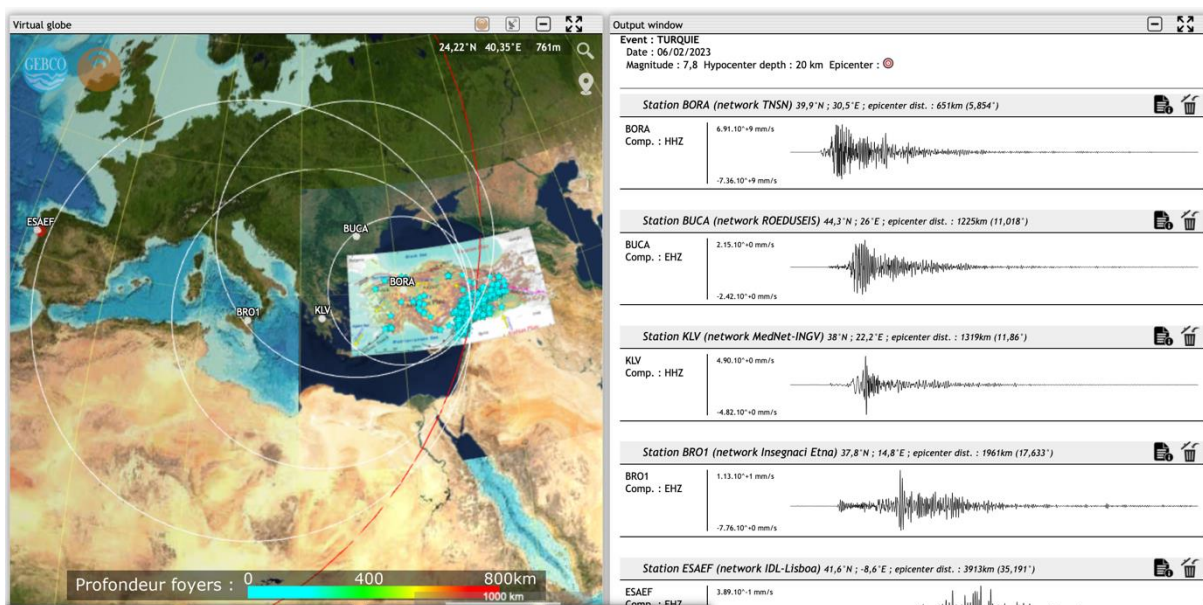 Virtual globe
24,22°N 40,35°E 761m
GEBCO
ESAEF
BUCA
BORA
BRO1
KLV
Profondeur foyers : 0 400 800km
1000 km
Output window
Event : TURQUIE
Date : 06/02/2023
Magnitude : 7,8 Hypocenter depth : 20 km Epicenter :
Station BORA (network TNSN) 39,9°N ; 30,5°E ; epicenter dist. : 651km (5,854°)
BORA
Comp. : HHZ
6.91.10^+9 mm/s
-7.36.10^+9 mm/s
Station BUCA (network ROEDUSEIS) 44,3°N ; 26°E ; epicenter dist. : 1225km (11,018°)
BUCA
Comp. : EHZ
2.15.10^+0 mm/s
-2.42.10^+0 mm/s
Station KLV (network MedNet-INGV) 38°N ; 22,2°E ; epicenter dist. : 1319km (11,86°)
KLV
Comp. : HHZ
4.90.10^+0 mm/s
-4.82.10^+0 mm/s
Station BRO1 (network Insegnaci Etna) 37,8°N ; 14,8°E ; epicenter dist. : 1961km (17,633°)
BRO1
Comp. : EHZ
1.13.10^+1 mm/s
-7.76.10^+0 mm/s
Station ESAEF (network IDL-Lisboa) 41,6°N ; -8,6°E ; epicenter dist. : 3913km (35,191°)
ESAEF
Comp. : EHZ
3.89.10^-1 mm/s